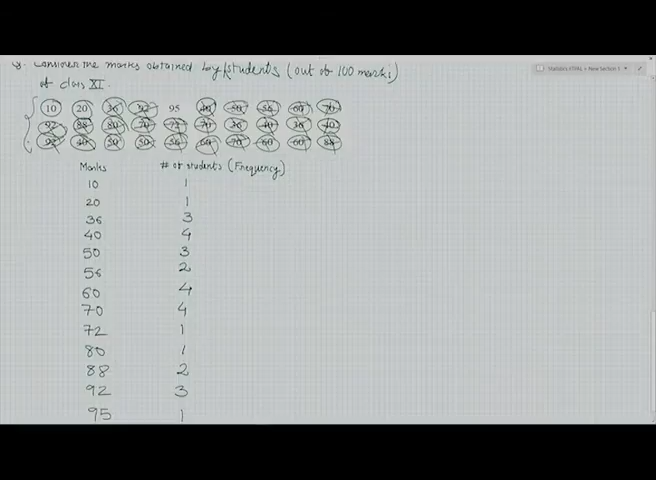 Q. Consider the marks obtained by students (out of 100 marks)
of class XI.
10 20 36 92 95 40 50 56 60 70
92 88 80 70 72 70 36 40 36 40
92 40 50 50 56 60 70 60 60 88
Marks # of students (Frequency)
10 1
20 1
36 3
40 4
50 3
56 2
60 4
70 4
72 1
80 1
88 2
92 3
95 1